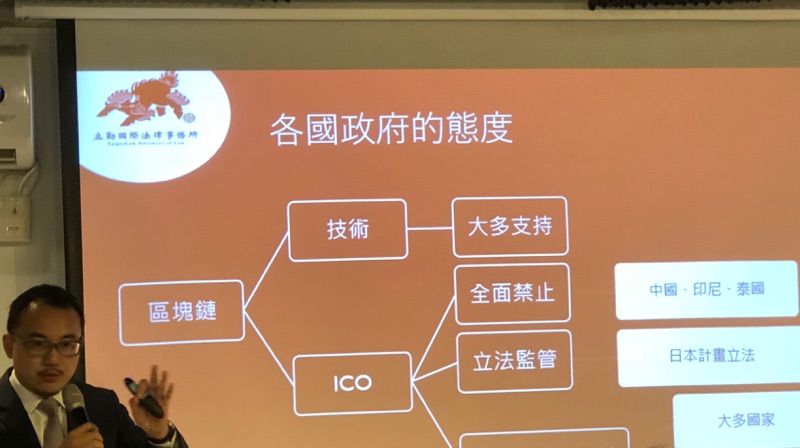 立勤國際法律事務所
各國政府的態度
技術
大多支持
區塊鏈
全面禁止
中國、印尼、泰國
立法監管
日本計畫立法
ICO
大多國家